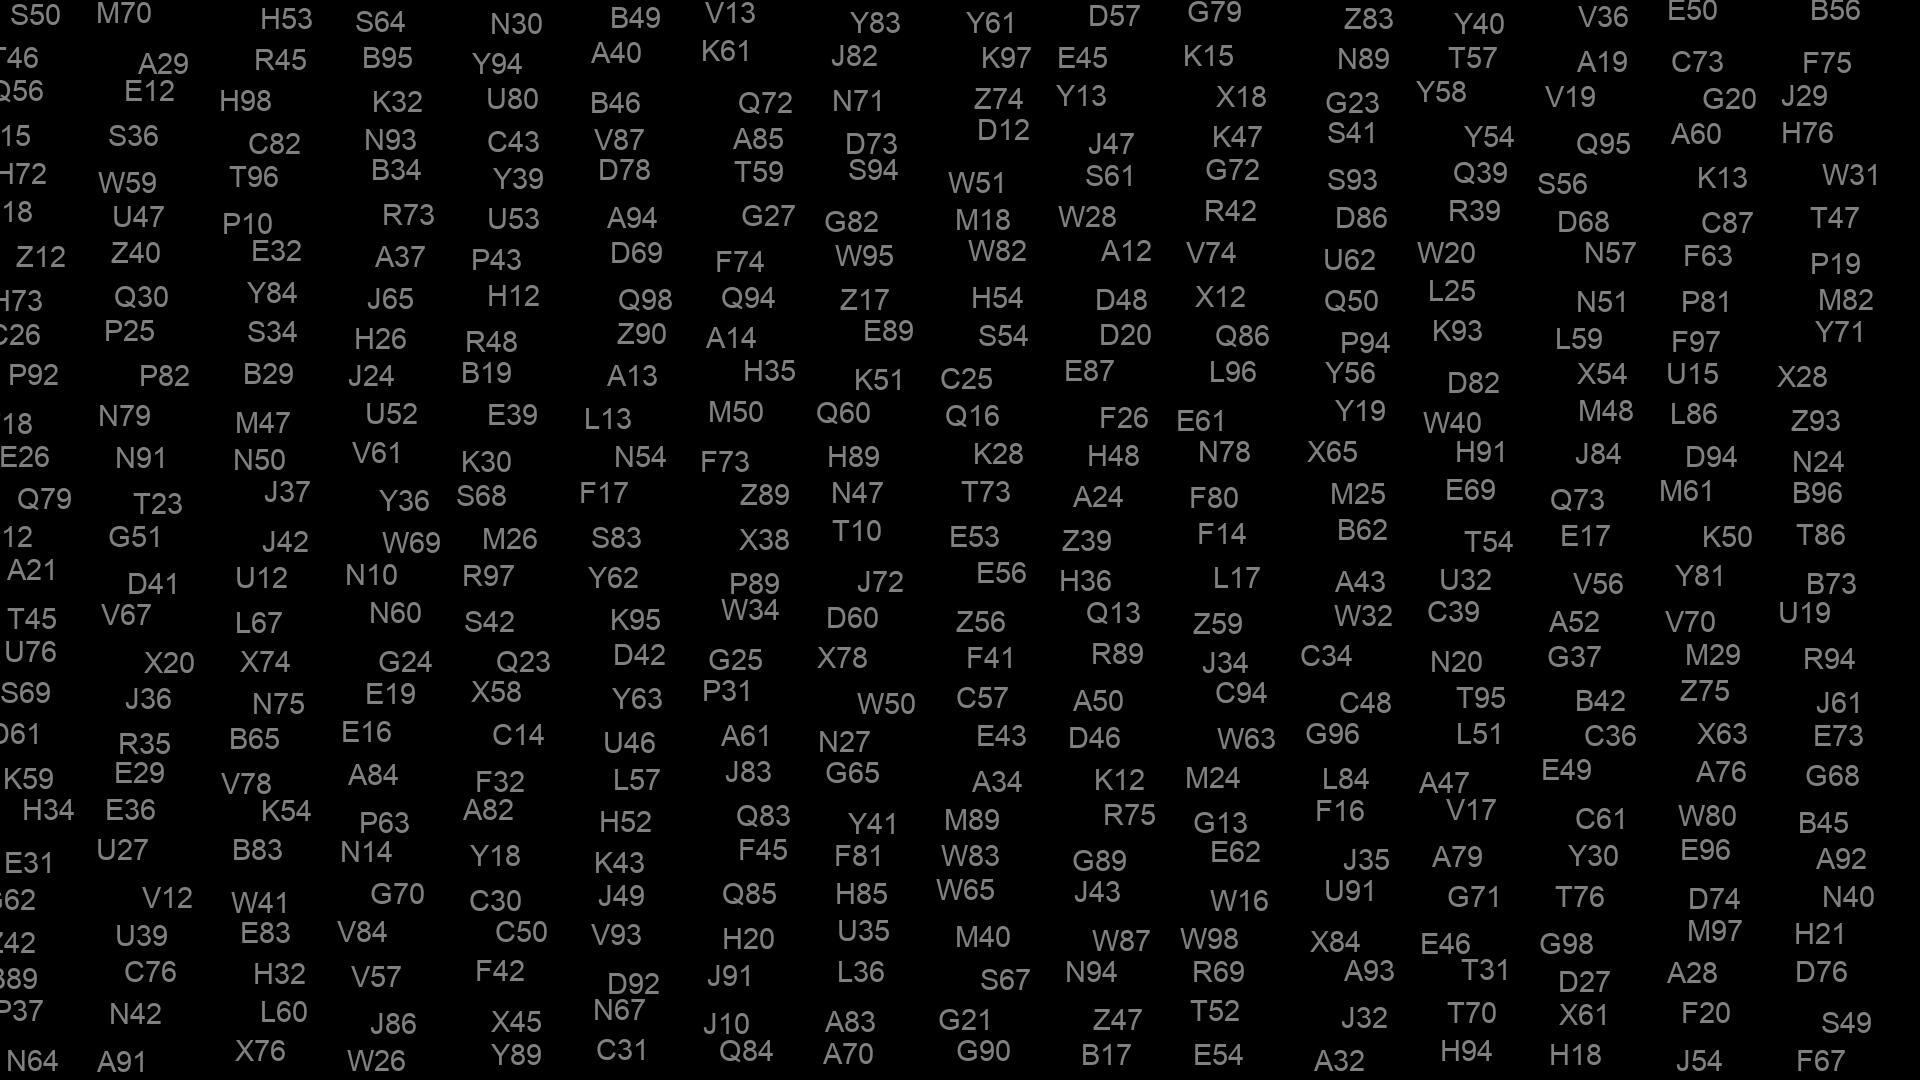 S50 M70 H53 S64 N30 B49 V13 Y83 Y61 D57 G79 Z83 Y40 V36 E50 B56
T46 A29 R45 B95 Y94 A40 K61 J82 K97 E45 K15 N89 T57 A19 C73 F75
Q56 E12 H98 K32 U80 B46 Q72 N71 Z74 Y13 X18 G23 Y58 V19 G20 J29
15 S36 C82 N93 C43 V87 A85 D73 D12 J47 K47 S41 Y54 Q95 A60 H76
H72 W59 T96 B34 Y39 D78 T59 S94 W51 S61 G72 S93 Q39 S56 K13 W31
18 U47 P10 R73 U53 A94 G27 G82 M18 W28 R42 D86 R39 D68 C87 T47
Z12 Z40 E32 A37 P43 D69 F74 W95 W82 A12 V74 U62 W20 N57 F63 P19
H73 Q30 Y84 J65 H12 Q98 Q94 Z17 H54 D48 X12 Q50 L25 N51 P81 M82
C26 P25 S34 H26 R48 Z90 A14 E89 S54 D20 Q86 P94 K93 L59 F97 Y71
P92 P82 B29 J24 B19 A13 H35 K51 C25 E87 L96 Y56 D82 X54 U15 X28
18 N79 M47 U52 E39 L13 M50 Q60 Q16 F26 E61 Y19 W40 M48 L86 Z93
E26 N91 N50 V61 K30 N54 F73 H89 K28 H48 N78 X65 H91 J84 D94 N24
Q79 T23 J37 Y36 S68 F17 Z89 N47 T73 A24 F80 M25 E69 Q73 M61 B96
12 G51 J42 W69 M26 S83 X38 T10 E53 Z39 F14 B62 T54 E17 K50 T86
A21 D41 U12 N10 R97 Y62 P89 J72 E56 H36 L17 A43 U32 V56 Y81 B73
T45 V67 L67 N60 S42 K95 W34 D60 Z56 Q13 Z59 W32 C39 A52 V70 U19
U76 X20 X74 G24 Q23 D42 G25 X78 F41 R89 J34 C34 N20 G37 M29 R94
S69 J36 N75 E19 X58 Y63 P31 W50 C57 A50 C94 C48 T95 B42 Z75 J61
D61 R35 B65 E16 C14 U46 A61 N27 E43 D46 W63 G96 L51 C36 X63 E73
K59 E29 V78 A84 F32 L57 J83 G65 A34 K12 M24 L84 A47 E49 A76 G68
H34 E36 K54 P63 A82 H52 Q83 Y41 M89 R75 G13 F16 V17 C61 W80 B45
E31 U27 B83 N14 Y18 K43 F45 F81 W83 G89 E62 J35 A79 Y30 E96 A92
G62 V12 W41 G70 C30 J49 Q85 H85 W65 J43 W16 U91 G71 T76 D74 N40
Z42 U39 E83 V84 C50 V93 H20 U35 M40 W87 W98 X84 E46 G98 M97 H21
B89 C76 H32 V57 F42 D92 J91 L36 S67 N94 R69 A93 T31 D27 A28 D76
P37 N42 L60 J86 X45 N67 J10 A83 G21 Z47 T52 J32 T70 X61 F20 S49
N64 A91 X76 W26 Y89 C31 Q84 A70 G90 B17 E54 A32 H94 H18 J54 F67